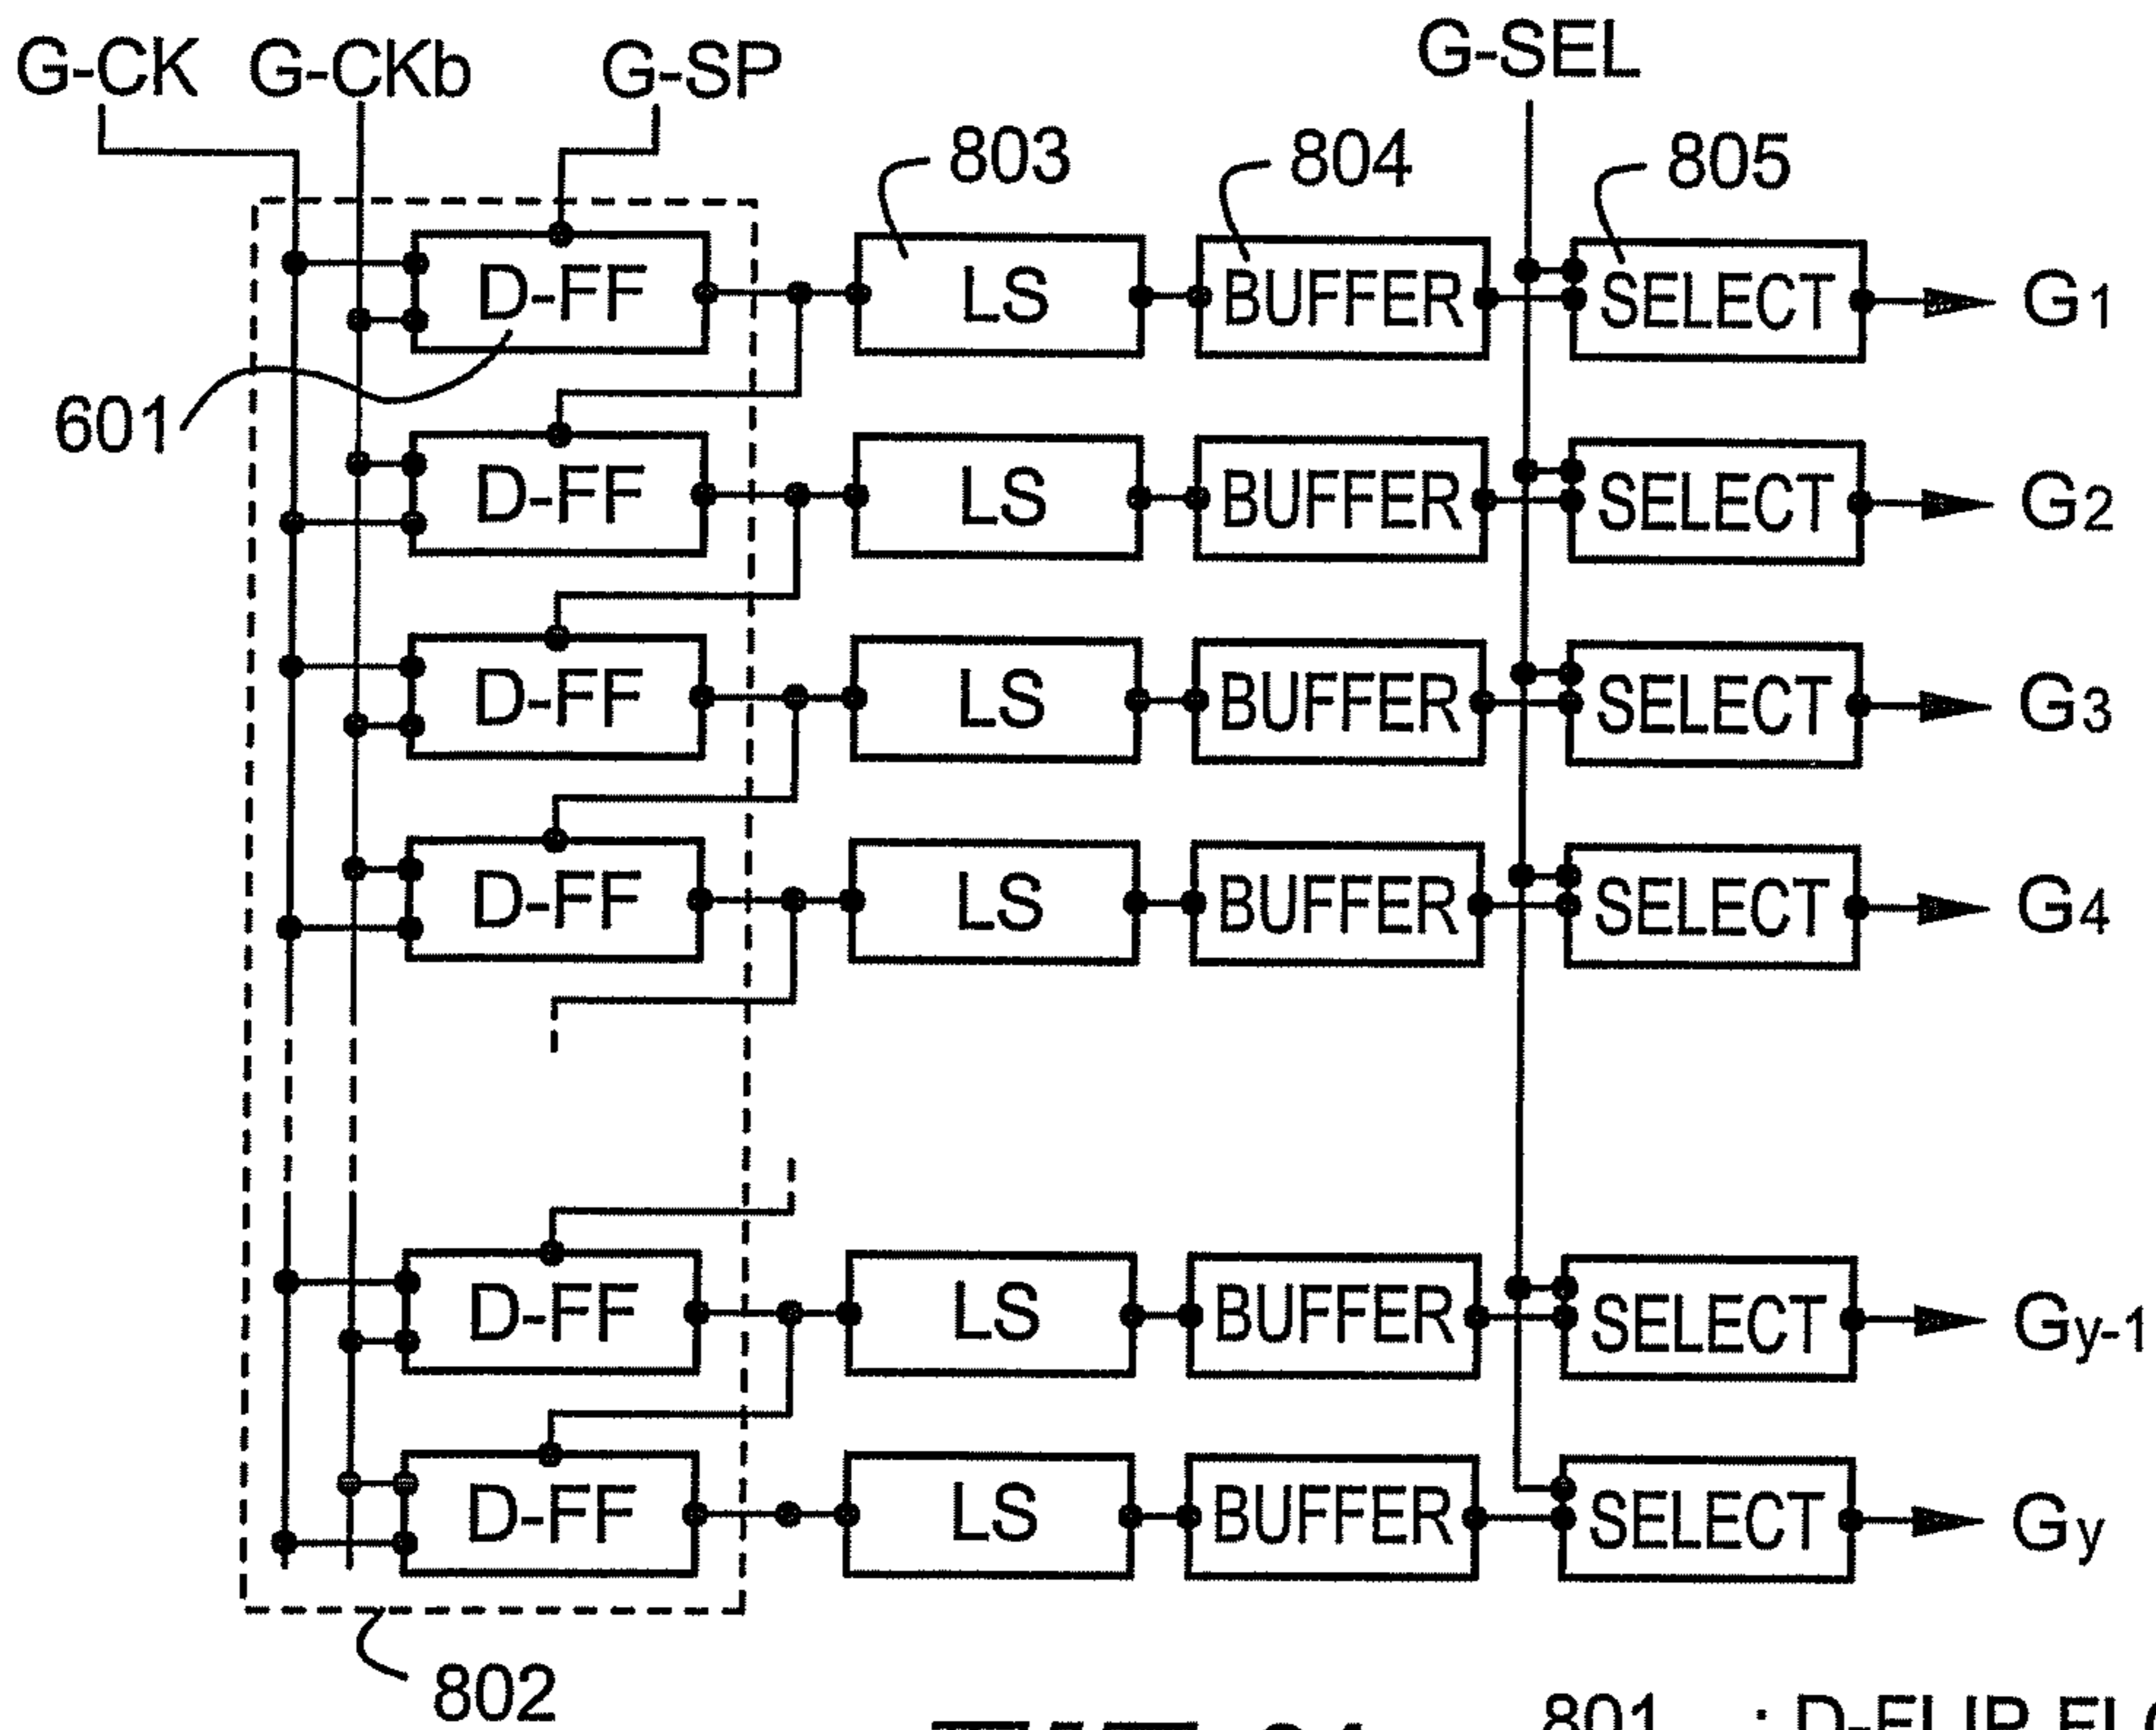 G-CK G-CKb G-SP G-SEL
803 804 805
D-FF LS BUFFER SELECT G1
601
D-FF LS BUFFER SELECT G2
D-FF LS BUFFER SELECT G3
D-FF LS BUFFER SELECT G4
D-FF LS BUFFER SELECT Gy-1
D-FF LS BUFFER SELECT Gy
802
801 : D-FLIP